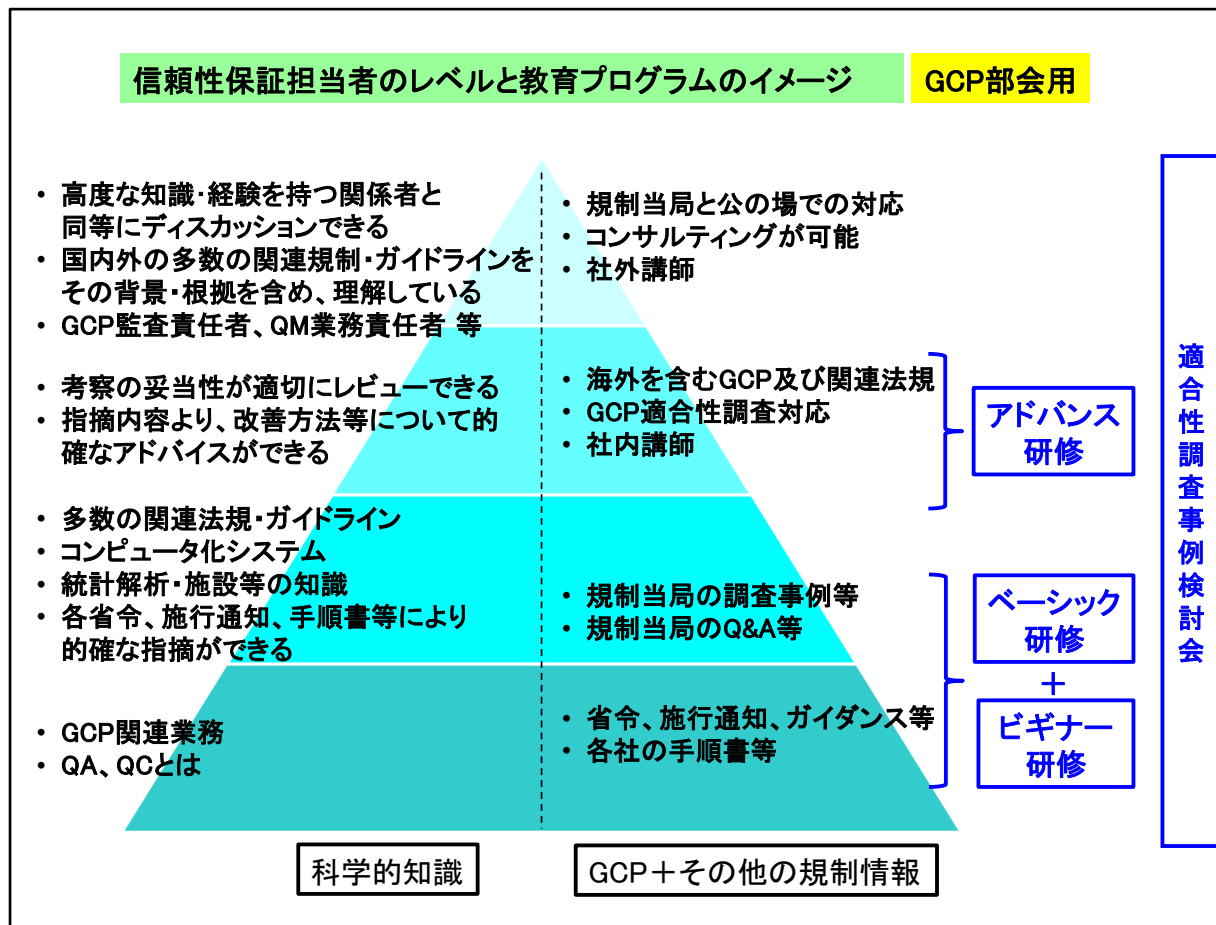 信頼性保証担当者のレベルと教育プログラムのイメージ
GCP部会用
・ 高度な知識・経験を持つ関係者と
同等にディスカッションできる
・ 国内外の多数の関連規制・ガイドラインを
その背景・根拠を含め、理解している
・ GCP監査責任者、QM業務責任者 等
・ 規制当局と公の場での対応
・ コンサルティングが可能
・ 社外講師
・ 考察の妥当性が適切にレビューできる
・ 指摘内容より、改善方法等について的
確なアドバイスができる
・ 海外を含むGCP及び関連法規
・ GCP適合性調査対応
・ 社内講師
アドバンス
研修
・ 多数の関連法規・ガイドライン
・ コンピュータ化システム
・ 統計解析・施設等の知識
・ 各省令、施行通知、手順書等により
的確な指摘ができる
・ 規制当局の調査事例等
・ 規制当局のQ&A等
ベーシック
研修
＋
ビギナー
研修
・ GCP関連業務
・ QA、QCとは
・ 省令、施行通知、ガイダンス等
・ 各社の手順書等
適合性調査事例検討会
科学的知識
GCP＋その他の規制情報